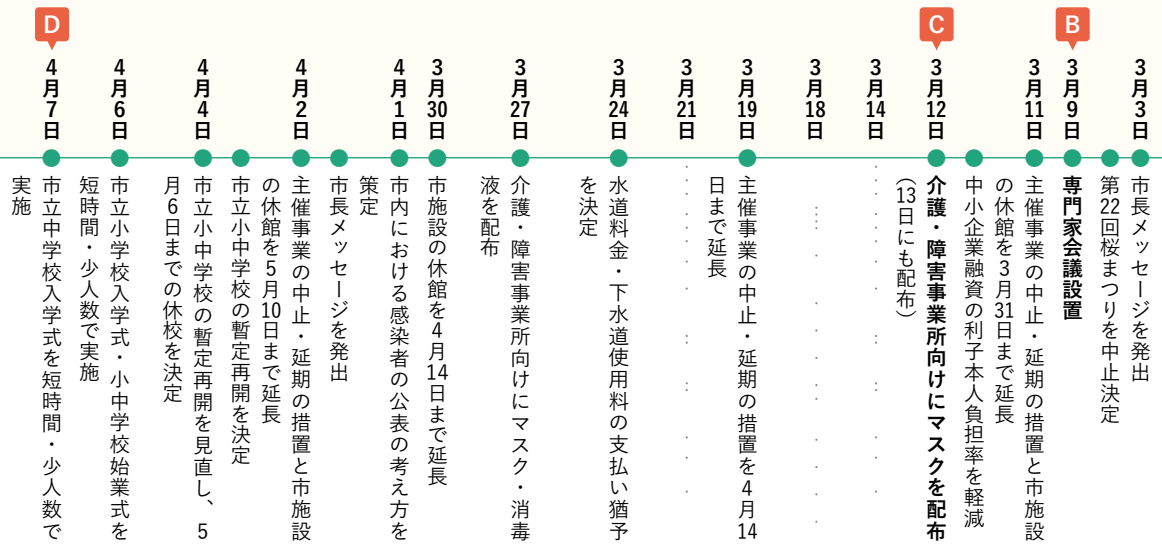 3月3日
市長メッセージを発出
第22回桜まつりを中止決定
B
3月9日
専門家会議設置
3月11日
主催事業の中止・延期の措置と市施設
の休館を3月31日まで延長
中小企業融資の利子本人負担率を軽減
C
3月12日
介護・障害事業所向けにマスクを配布
（13日にも配布）
3月14日
3月18日
3月19日
主催事業の中止・延期の措置を4月14
日まで延長
3月21日
3月24日
水道料金・下水道使用料の支払い猶予
を決定
3月27日
介護・障害事業所向けにマスク・消毒
液を配布
3月30日
市施設の休館を4月14日まで延長
4月1日
市内における感染者の公表の考え方を
策定
市長メッセージを発出
4月2日
主催事業の中止・延期の措置と市施設
の休館を5月10日まで延長
市立小中学校の暫定再開を決定
4月4日
市立小中学校の暫定再開を見直し、5
月6日までの休校を決定
4月6日
市立小学校入学式・小中学校始業式を
短時間・少人数で実施
D
4月7日
市立中学校入学式を短時間・少人数で
実施